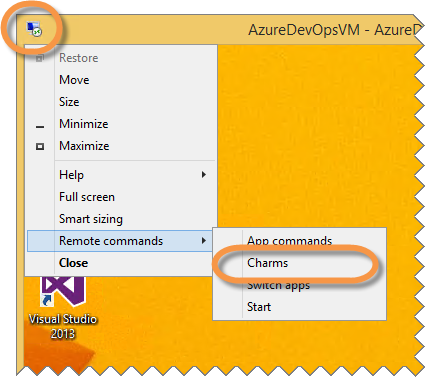 AzureDevOpsVM - AzureD
Restore
Move
Size
Minimize
Maximize
Help
Full screen
Smart sizing
Remote commands
Close
App commands
Charms
Switch apps
Start
Visual Studio
2013